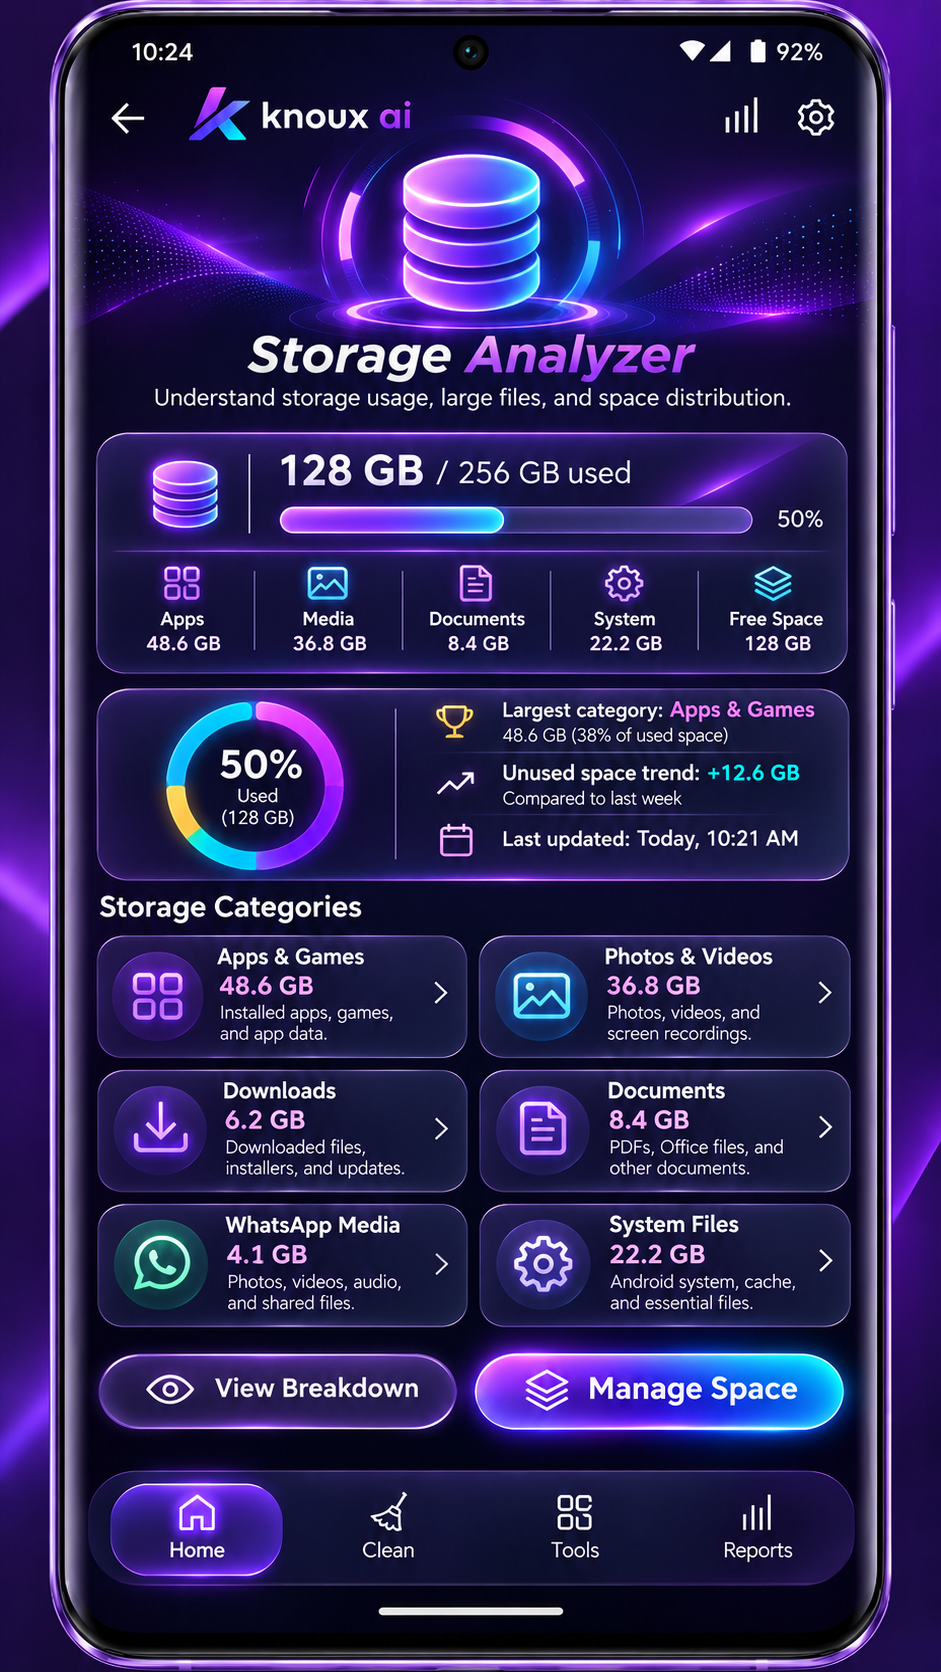 10:24
92%
knoux ai
Storage Analyzer
Understand storage usage, large files, and space distribution.
128 GB / 256 GB used
50%
Apps
48.6 GB
Media
36.8 GB
Documents
8.4 GB
System
22.2 GB
Free Space
128 GB
50%
Used
(128 GB)
Largest category: Apps & Games
48.6 GB (38% of used space)
Unused space trend: +12.6 GB
Compared to last week
Last updated: Today, 10:21 AM
Storage Categories
Apps & Games
48.6 GB
Installed apps, games,
and app data.
Photos & Videos
36.8 GB
Photos, videos, and
screen recordings.
Downloads
6.2 GB
Downloaded files,
installers, and updates.
Documents
8.4 GB
PDFs, Office files, and
other documents.
WhatsApp Media
4.1 GB
Photos, videos, audio,
and shared files.
System Files
22.2 GB
Android system, cache,
and essential files.
View Breakdown
Manage Space
Home
Clean
Tools
Reports